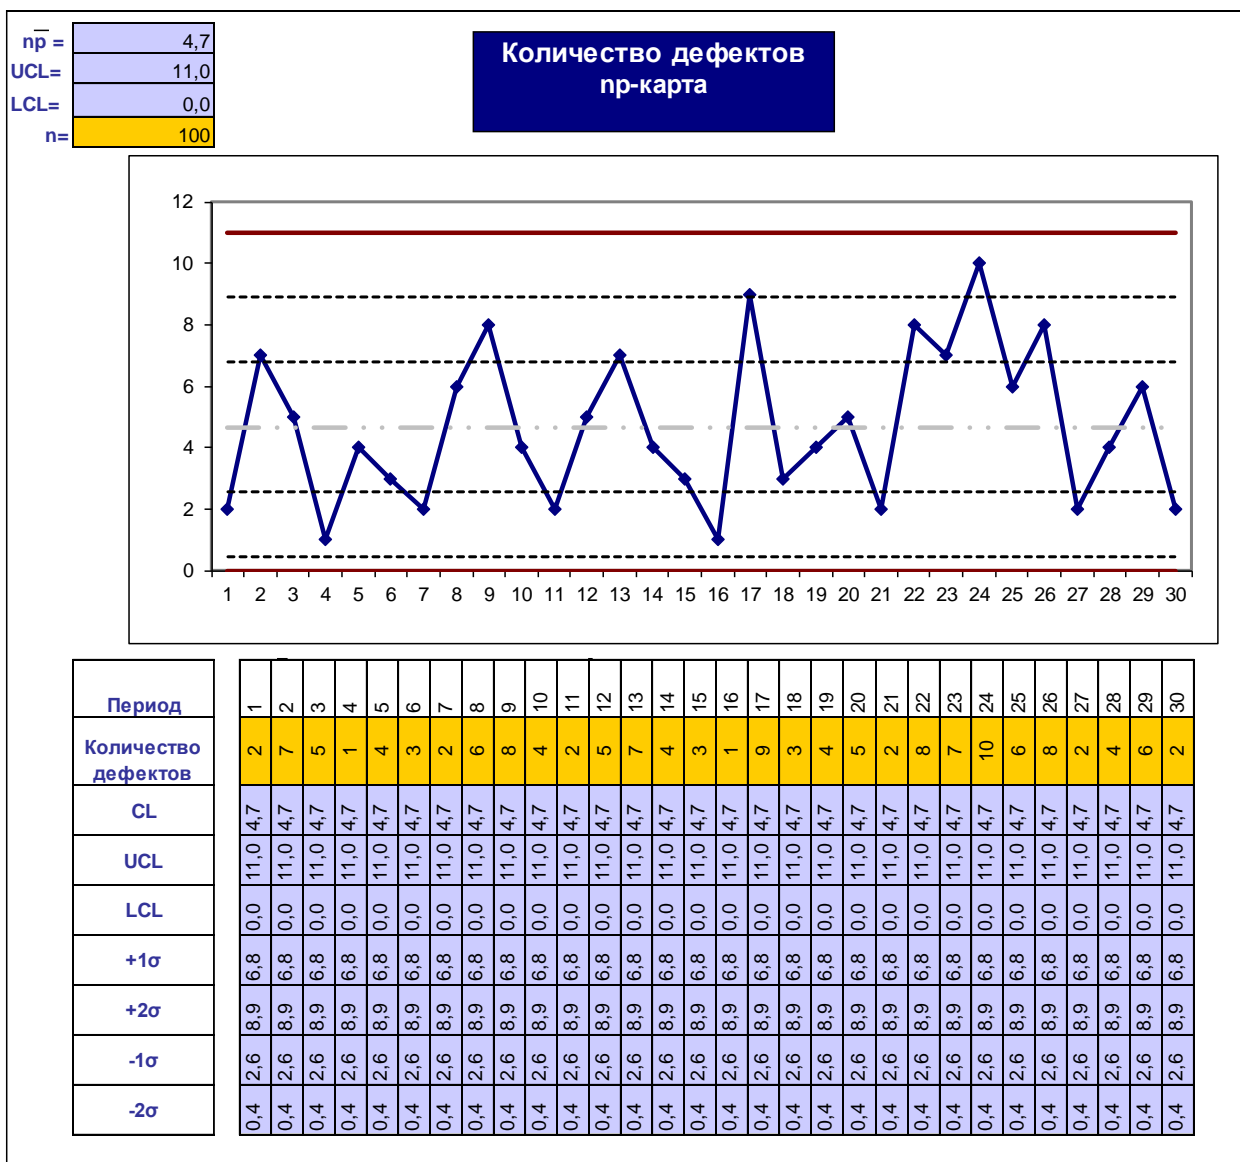 np =
4,7
UCL=
11,0
LCL=
0,0
n=
100
Количество дефектов
np-карта
12
10
8
6
4
2
0
1 2 3 4 5 6 7 8 9 10 11 12 13 14 15 16 17 18 19 20 21 22 23 24 25 26 27 28 29 30
Период 1 2 3 4 5 6 7 8 9 10 11 12 13 14 15 16 17 18 19 20 21 22 23 24 25 26 27 28 29 30
Количество
дефектов 2 7 5 1 4 3 2 6 8 4 2 5 7 4 3 1 9 3 4 5 2 8 7 10 6 8 2 4 6 2
CL 4,7 4,7 4,7 4,7 4,7 4,7 4,7 4,7 4,7 4,7 4,7 4,7 4,7 4,7 4,7 4,7 4,7 4,7 4,7 4,7 4,7 4,7 4,7 4,7 4,7 4,7 4,7 4,7 4,7 4,7
UCL 11,0 11,0 11,0 11,0 11,0 11,0 11,0 11,0 11,0 11,0 11,0 11,0 11,0 11,0 11,0 11,0 11,0 11,0 11,0 11,0 11,0 11,0 11,0 11,0 11,0 11,0 11,0 11,0 11,0 11,0
LCL 0,0 0,0 0,0 0,0 0,0 0,0 0,0 0,0 0,0 0,0 0,0 0,0 0,0 0,0 0,0 0,0 0,0 0,0 0,0 0,0 0,0 0,0 0,0 0,0 0,0 0,0 0,0 0,0 0,0 0,0
+1σ 6,8 6,8 6,8 6,8 6,8 6,8 6,8 6,8 6,8 6,8 6,8 6,8 6,8 6,8 6,8 6,8 6,8 6,8 6,8 6,8 6,8 6,8 6,8 6,8 6,8 6,8 6,8 6,8 6,8 6,8
+2σ 8,9 8,9 8,9 8,9 8,9 8,9 8,9 8,9 8,9 8,9 8,9 8,9 8,9 8,9 8,9 8,9 8,9 8,9 8,9 8,9 8,9 8,9 8,9 8,9 8,9 8,9 8,9 8,9 8,9 8,9
-1σ 2,6 2,6 2,6 2,6 2,6 2,6 2,6 2,6 2,6 2,6 2,6 2,6 2,6 2,6 2,6 2,6 2,6 2,6 2,6 2,6 2,6 2,6 2,6 2,6 2,6 2,6 2,6 2,6 2,6 2,6
-2σ 0,4 0,4 0,4 0,4 0,4 0,4 0,4 0,4 0,4 0,4 0,4 0,4 0,4 0,4 0,4 0,4 0,4 0,4 0,4 0,4 0,4 0,4 0,4 0,4 0,4 0,4 0,4 0,4 0,4 0,4